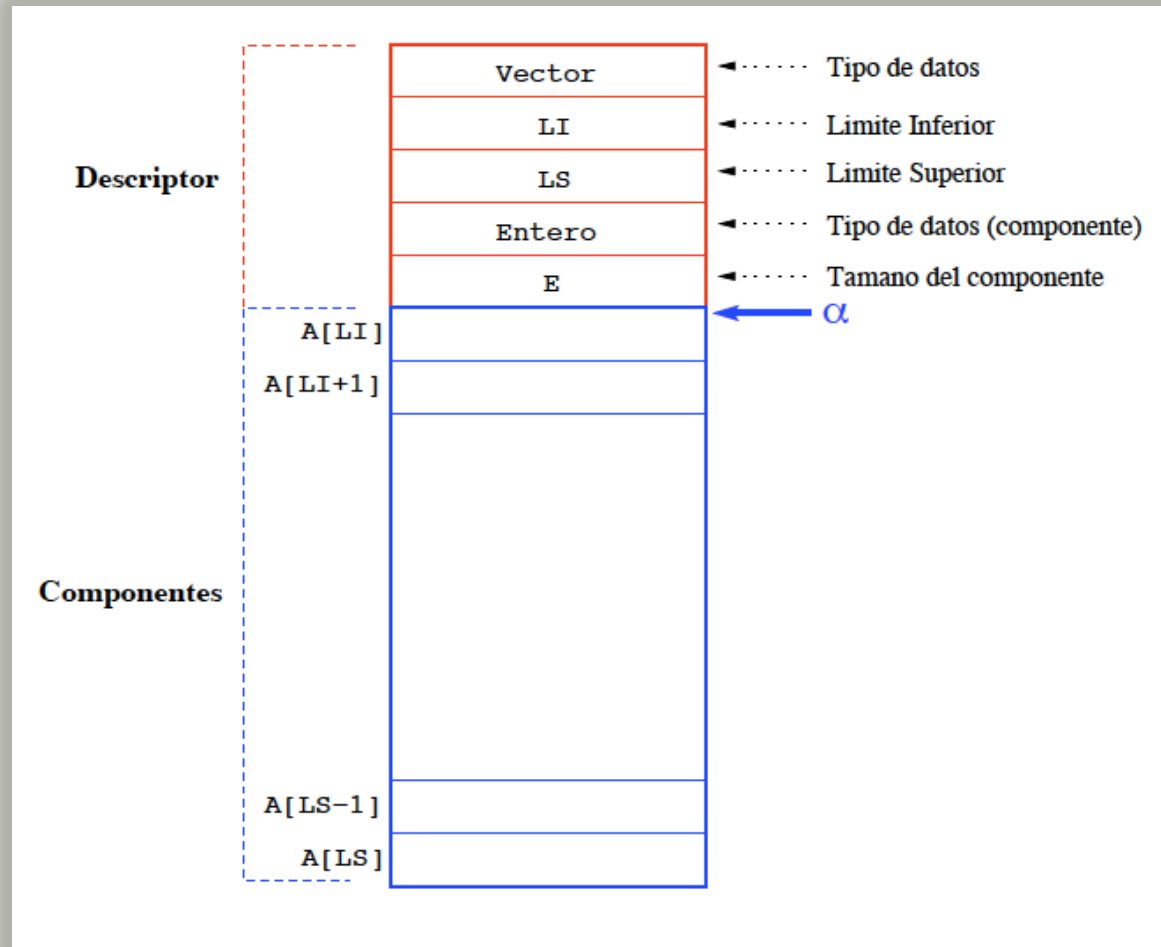 Vector
Tipo de datos
LI
Limite Inferior
Descriptor
LS
Limite Superior
Entero
Tipo de datos (componente)
E
Tamano del componente
α
A[LI]
A[LI+1]
Componentes
A[LS-1]
A[LS]